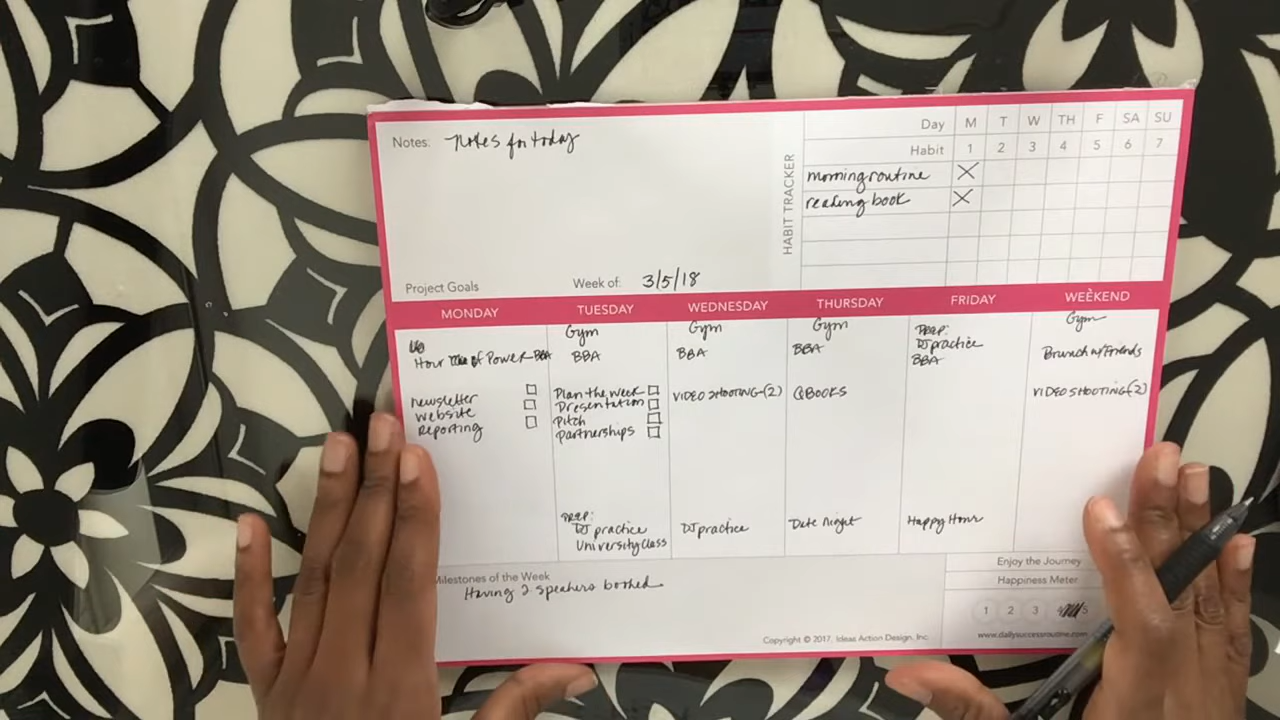 Notes: Notes for today
Project Goals
Week of: 3/5/18
HABIT TRACKER
Day M T W TH F SA SU
Habit 1 2 3 4 5 6 7
morning routine X
reading book X
MONDAY
Hour of Power-BBA
newsletter
website
Reporting
TUESDAY
Gym
BBA
Plan the week
Presentation
Pitch
Partnerships
PREP:
DJ practice
University Class
WEDNESDAY
Gym
BBA
VIDEO SHOOTING-(2)
DJ practice
THURSDAY
Gym
BBA
QBOOKS
Date Night
FRIDAY
PREP:
DJ practice
BBA
Happy Hour
WEEKEND
Gym
Brunch w/Friends
VIDEO SHOOTING(2)
Milestones of the Week
Having 2 speakers booked
Enjoy the Journey
Happiness Meter
1 2 3 4 5
www.dailysuccessroutine.com
Copyright © 2017, Ideas Action Design, Inc